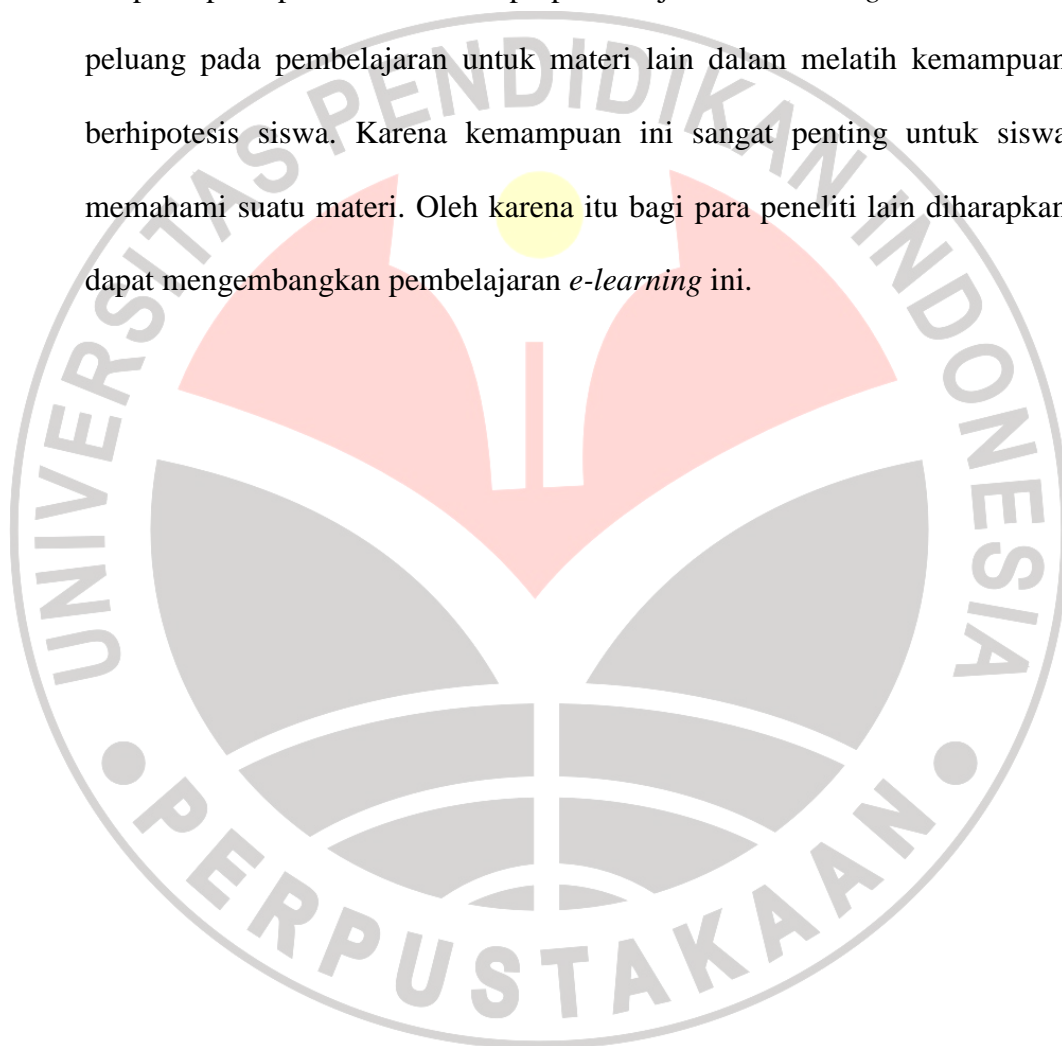 peluang pada pembelajaran untuk materi lain dalam melatih kemampuan
berhipotesis siswa. Karena kemampuan ini sangat penting untuk siswa
memahami suatu materi. Oleh karena itu bagi para peneliti lain diharapkan
dapat mengembangkan pembelajaran e-learning ini.
UNIVERSITAS PENDIDIKAN INDONESIA
PERPUSTAKAAN